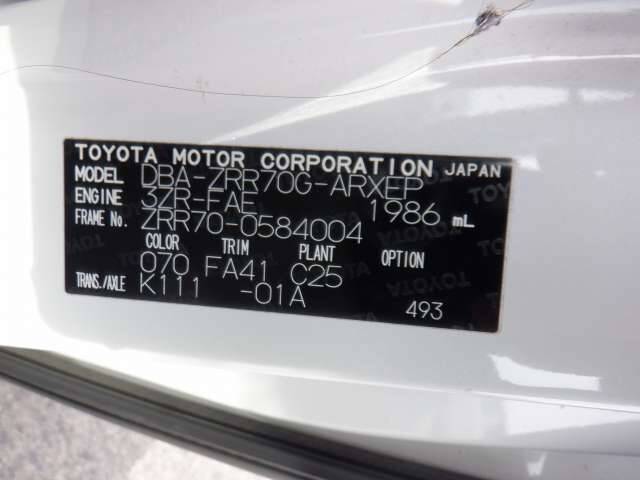 TOYOTA MOTOR CORPORATION JAPAN
MODEL DBA-ZRR70G-ARXEP
ENGINE 3ZR-FAE 1986 mL
FRAME No. ZRR70-0584004
COLOR TRIM PLANT OPTION
070 FA41 C25
TRANS./AXLE K111 -01A
493